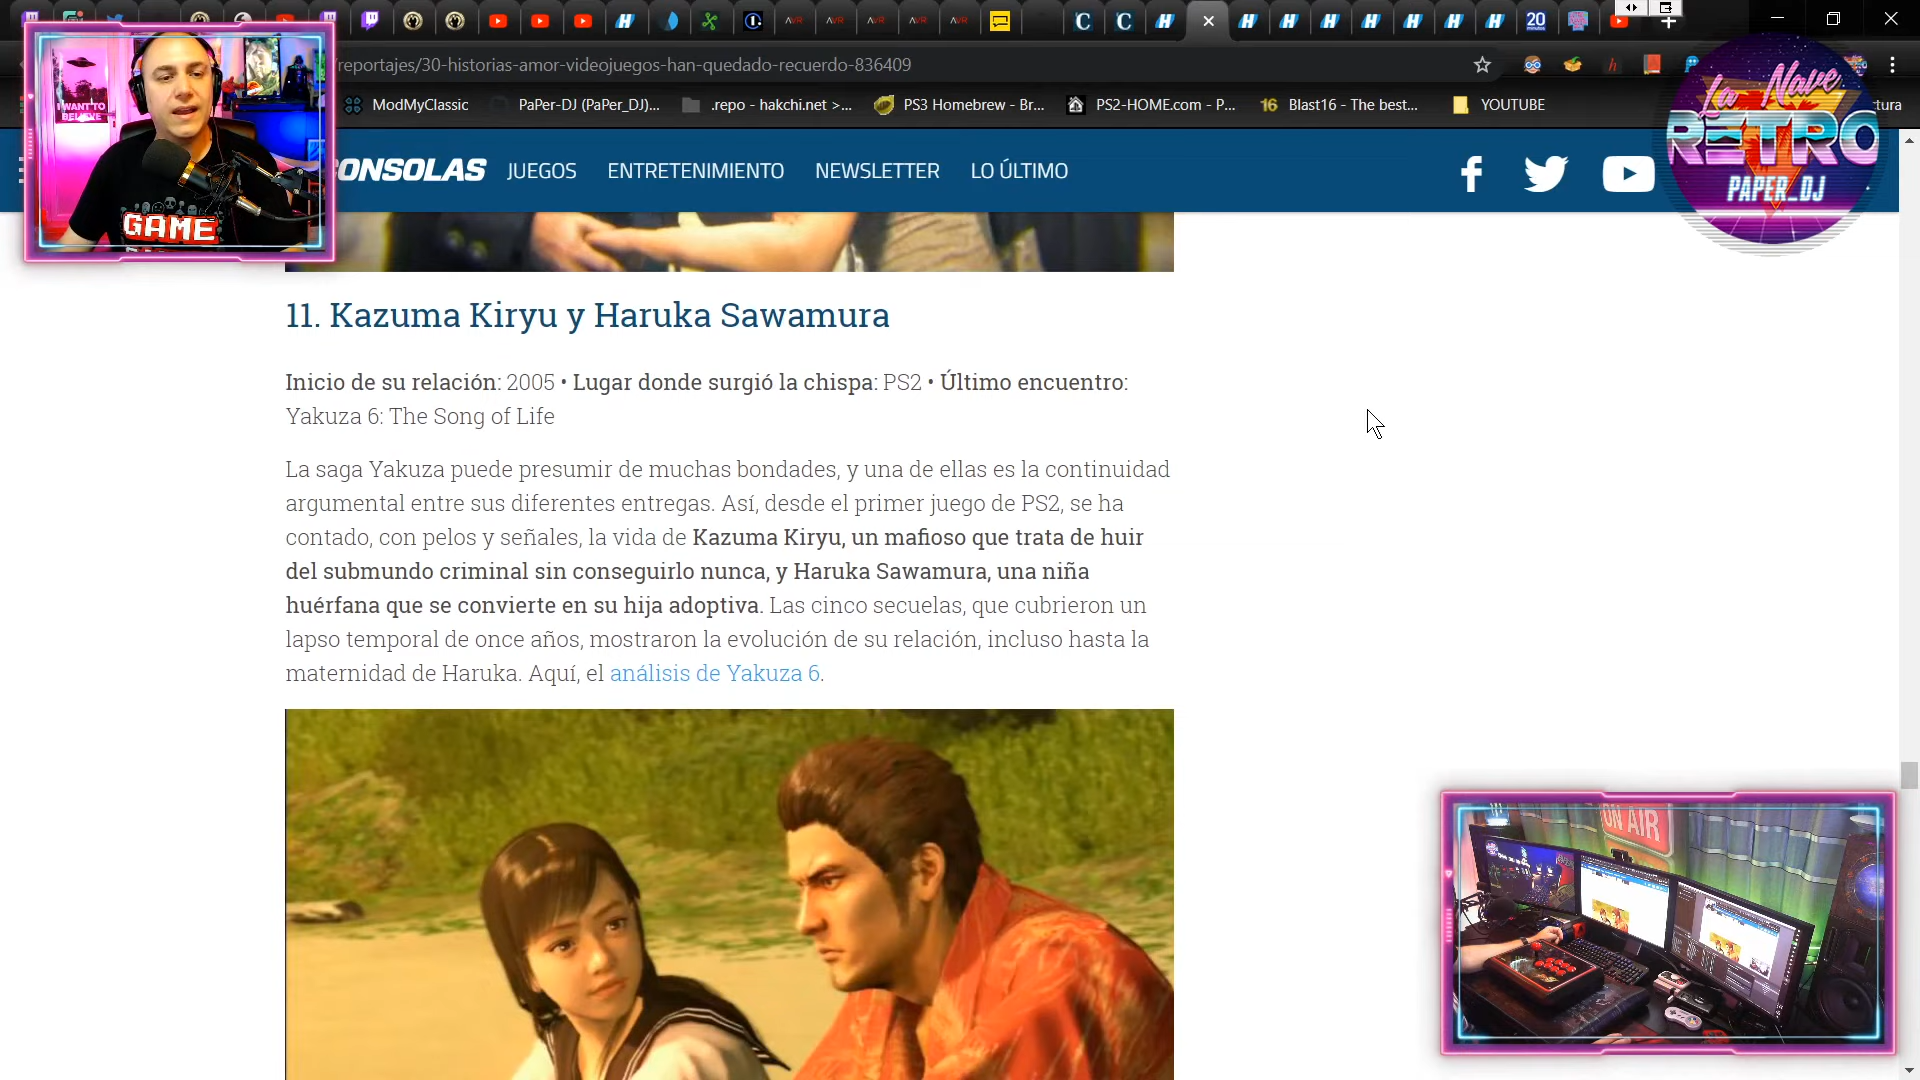 /reportajes/30-historias-amor-videojuegos-han-quedado-recuerdo-836409
ModMyClassic
PaPer-DJ (PaPer_DJ)...
.repo - hakchi.net >...
PS3 Homebrew - Br...
PS2-HOME.com - P...
16
Blast16 - The best...
YOUTUBE
ctura
I WANT TO
BELIEVE
GAME
ONSOLAS
JUEGOS
ENTRETENIMIENTO
NEWSLETTER
LO ÚLTIMO
La Nave
RETRO
PAPER_DJ
11. Kazuma Kiryu y Haruka Sawamura
Inicio de su relación: 2005 • Lugar donde surgió la chispa: PS2 • Último encuentro:
Yakuza 6: The Song of Life
La saga Yakuza puede presumir de muchas bondades, y una de ellas es la continuidad
argumental entre sus diferentes entregas. Así, desde el primer juego de PS2, se ha
contado, con pelos y señales, la vida de Kazuma Kiryu, un mafioso que trata de huir
del submundo criminal sin conseguirlo nunca, y Haruka Sawamura, una niña
huérfana que se convierte en su hija adoptiva. Las cinco secuelas, que cubrieron un
lapso temporal de once años, mostraron la evolución de su relación, incluso hasta la
maternidad de Haruka. Aquí, el análisis de Yakuza 6.
ON AIR